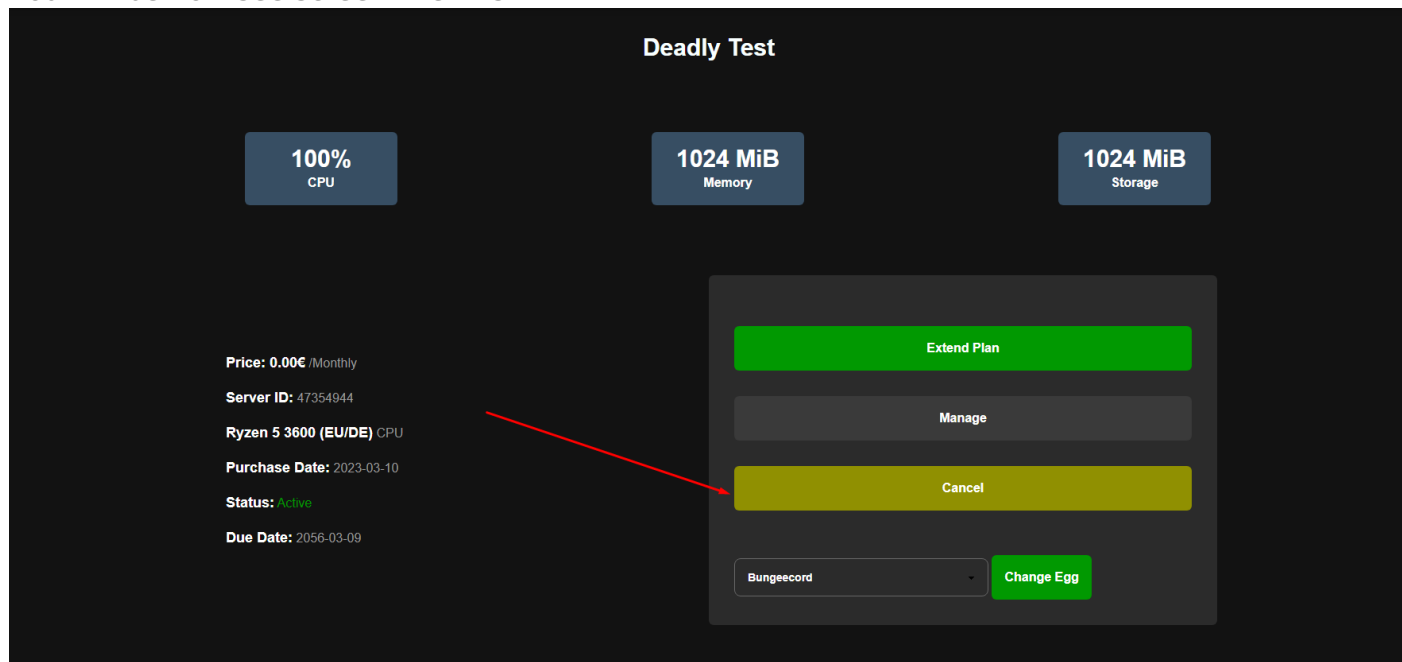 Deadly Test
100%
CPU
1024 MiB
Memory
1024 MiB
Storage
Price: 0.00€ /Monthly
Server ID: 47354944
Ryzen 5 3600 (EU/DE) CPU
Purchase Date: 2023-03-10
Status: Active
Due Date: 2056-03-09
Extend Plan
Manage
Cancel
Bungeecord
Change Egg